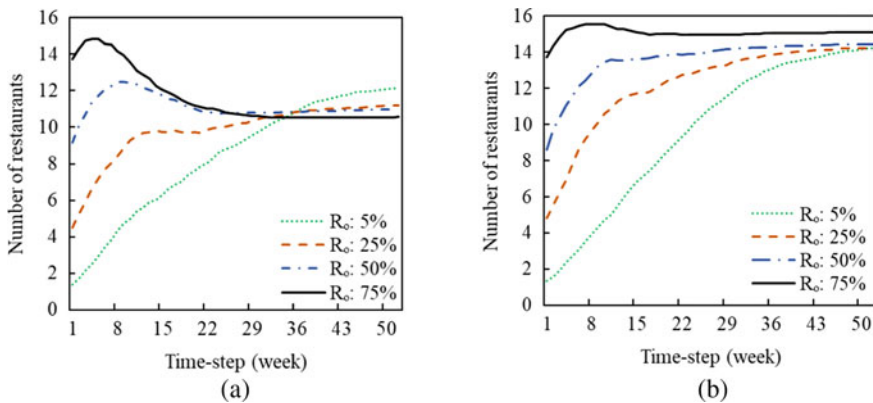 16
14
12
10
8
6
4
2
0
Number of restaurants
Rₒ: 5%
Rₒ: 25%
Rₒ: 50%
Rₒ: 75%
1 8 15 22 29 36 43 50
Time-step (week)
(a)
16
14
12
10
8
6
4
2
0
Number of restaurants
Rₒ: 5%
Rₒ: 25%
Rₒ: 50%
Rₒ: 75%
1 8 15 22 29 36 43 50
Time-step (week)
(b)